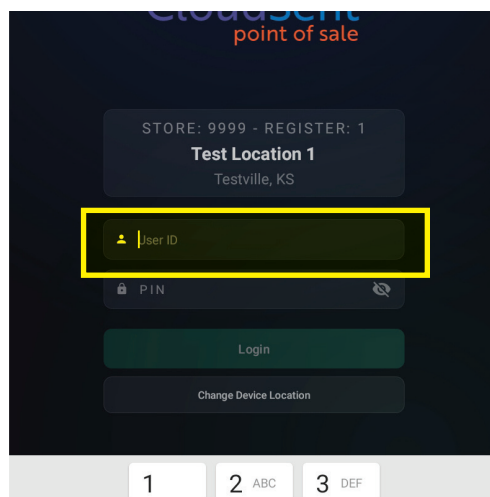 CloudSent
point of sale
STORE: 9999 - REGISTER: 1
Test Location 1
Testville, KS
User ID
PIN
Login
Change Device Location
1 2 ABC 3 DEF